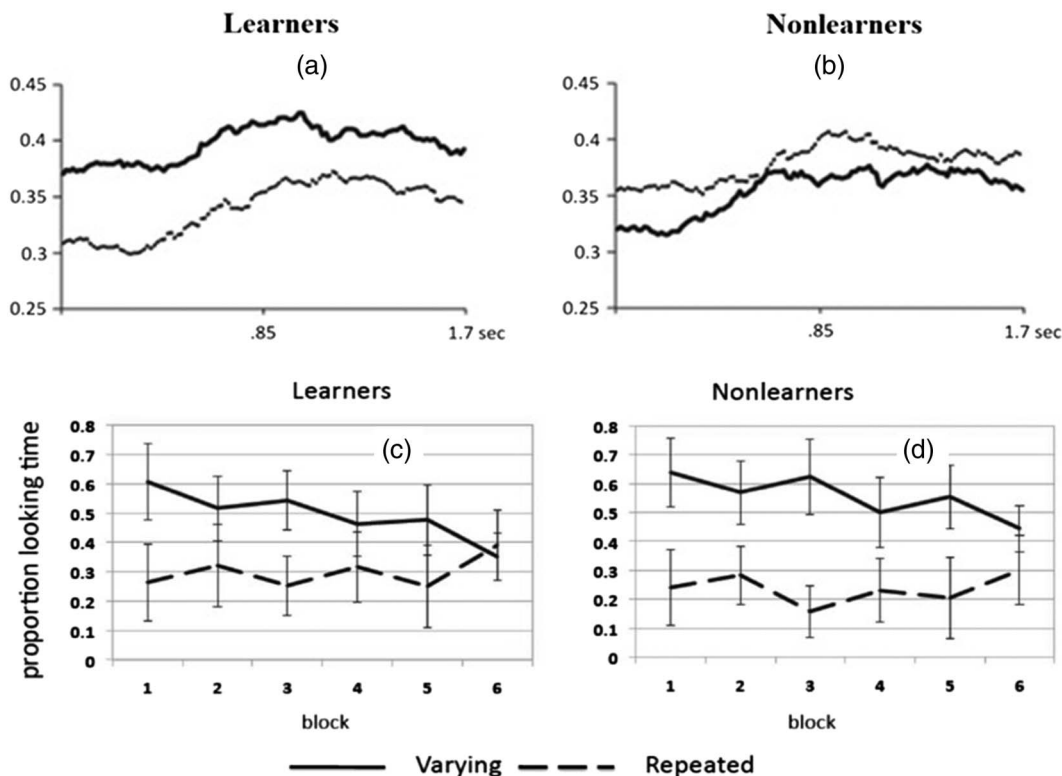 Learners Nonlearners
(a) (b)
0.45 0.45
0.4 0.4
0.35 0.35
0.3 0.3
0.25 0.25
.85 1.7 sec .85 1.7 sec
Learners Nonlearners
proportion looking time
(c) (d)
0.8 0.8
0.7 0.7
0.6 0.6
0.5 0.5
0.4 0.4
0.3 0.3
0.2 0.2
0.1 0.1
0 0
1 2 3 4 5 6 1 2 3 4 5 6
block block
Varying Repeated